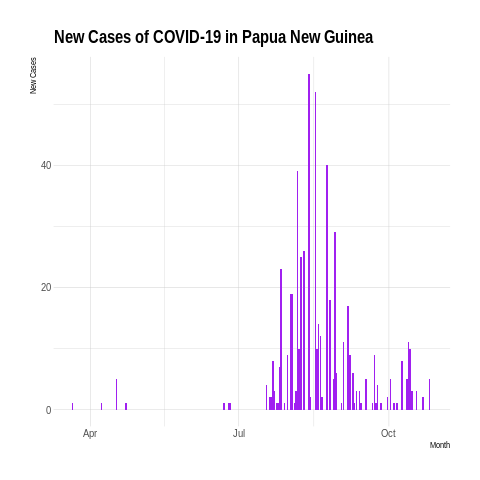 New Cases of COVID-19 in Papua New Guinea
New Cases
40
20
0
Apr Jul Oct
Month